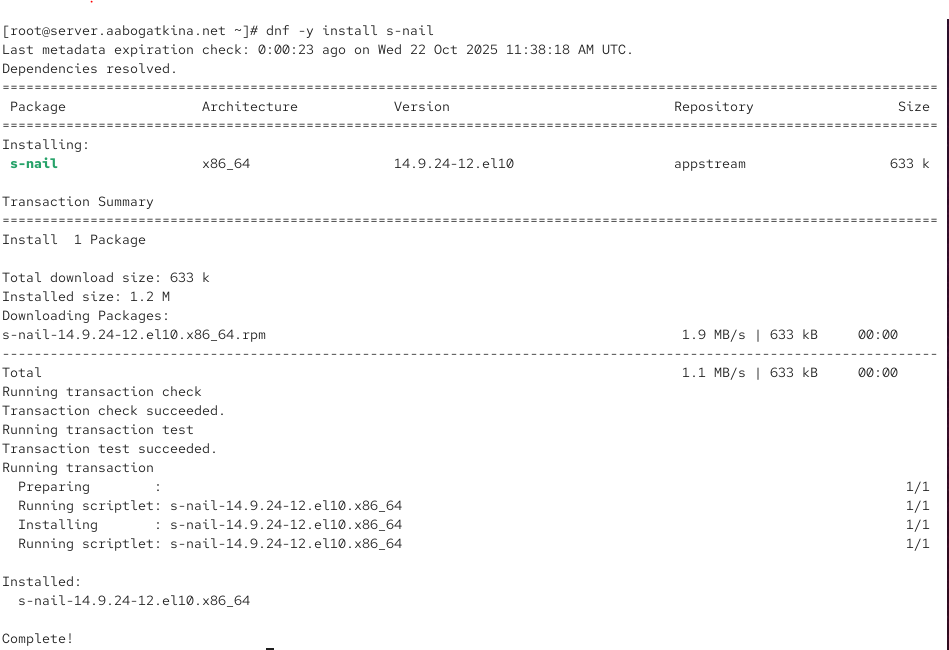 [root@server.aabogatkina.net ~]# dnf -y install s-nail
Last metadata expiration check: 0:00:23 ago on Wed 22 Oct 2025 11:38:18 AM UTC.
Dependencies resolved.
=====================================================================================================================
 Package                 Architecture            Version                            Repository                  Size
=====================================================================================================================
Installing:
 s-nail                  x86_64                  14.9.24-12.el10                    appstream                  633 k

Transaction Summary
=====================================================================================================================
Install  1 Package

Total download size: 633 k
Installed size: 1.2 M
Downloading Packages:
s-nail-14.9.24-12.el10.x86_64.rpm                                                    1.9 MB/s | 633 kB     00:00
---------------------------------------------------------------------------------------------------------------------
Total                                                                                1.1 MB/s | 633 kB     00:00
Running transaction check
Transaction check succeeded.
Running transaction test
Transaction test succeeded.
Running transaction
  Preparing        :                                                                                             1/1
  Running scriptlet: s-nail-14.9.24-12.el10.x86_64                                                               1/1
  Installing       : s-nail-14.9.24-12.el10.x86_64                                                               1/1
  Running scriptlet: s-nail-14.9.24-12.el10.x86_64                                                               1/1

Installed:
  s-nail-14.9.24-12.el10.x86_64

Complete!